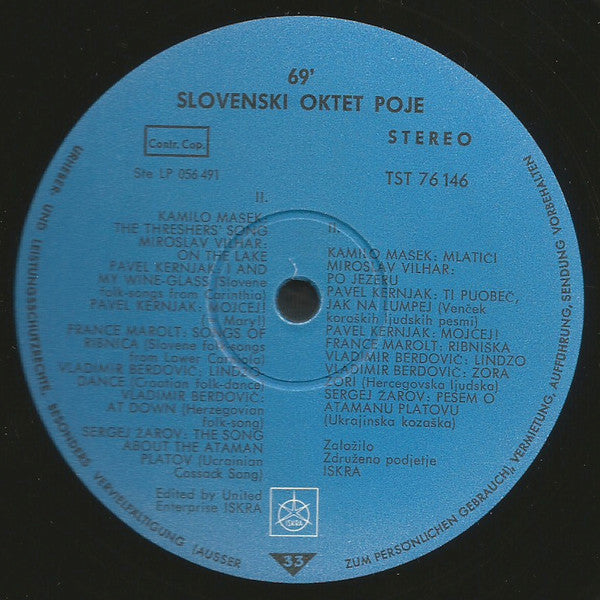 69'
SLOVENSKI OKTET POJE
Contr. Cop.
STEREO
Ste LP 056 491
TST 76 146
II.
KAMILO MASEK:
THE THRESHERS' SONG
MIROSLAV VILHAR:
ON THE LAKE
PAVEL KERNJAK: I AND
MY WINE-GLASS (Slovene
folk-songs from Carinthia)
PAVEL KERNJAK: MOJCEJ!
Mary!)
FRANCE MAROLT: SONGS OF
RIBNICA (Slovene folk-songs
from Lower Carniola)
VLADIMIR BERDOVIĆ: LINDZO
DANCE (Croatian folk-dance)
VLADIMIR BERDOVIĆ:
AT DOWN (Herzegovian
folk-song)
SERGEJ ŽAROV: THE SONG
ABOUT THE ATAMAN
PLATOV (Ucrainian
Cossack Song)
Edited by United
Enterprise ISKRA
II.
KAMILO MASEK: MLATICI
MIROSLAV VILHAR:
PO JEZERU
PAVEL KERNJAK: TI PUOBEC,
JAK NA LUMPEJ (Venček
koroških ljudskih pesmi)
PAVEL KERNJAK: MOJCEJ!
FRANCE MAROLT: RIBNIŠKA
VLADIMIR BERDOVIĆ: LINDZO
VLADIMIR BERDOVIĆ: ZORA
ZORI (Hercegovska ljudska)
SERGEJ ŽAROV: PESEM O
ATAMANU PLATOVU
(Ukrajinska kozaška)
Založilo
Združeno podjetje
ISKRA
ISKRA
33
URHEBER- UND LEISTUNGSSCHUTZRECHTE, BESONDERS VERVIELFÄLTIGUNG (AUSSER ZUM PERSÖNLICHEN GEBRAUCH), VERMIETUNG, AUFFÜHRUNG, SENDUNG VORBEHALTEN